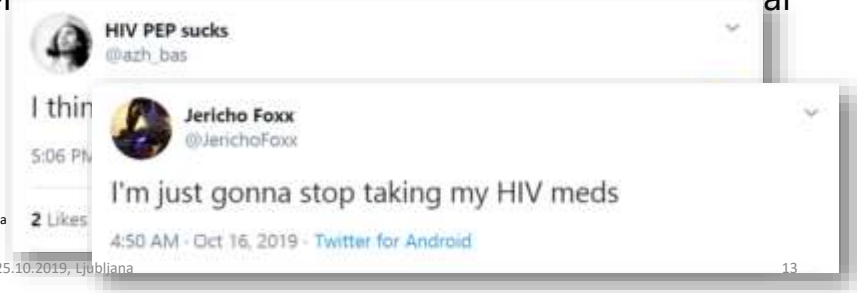 al
HIV PEP sucks
@azh_bas
I thin
5:06 PM
2 Likes
Jericho Foxx
@JerichoFoxx
I'm just gonna stop taking my HIV meds
4:50 AM · Oct 16, 2019 · Twitter for Android
a
25.10.2019, Ljubljana
13